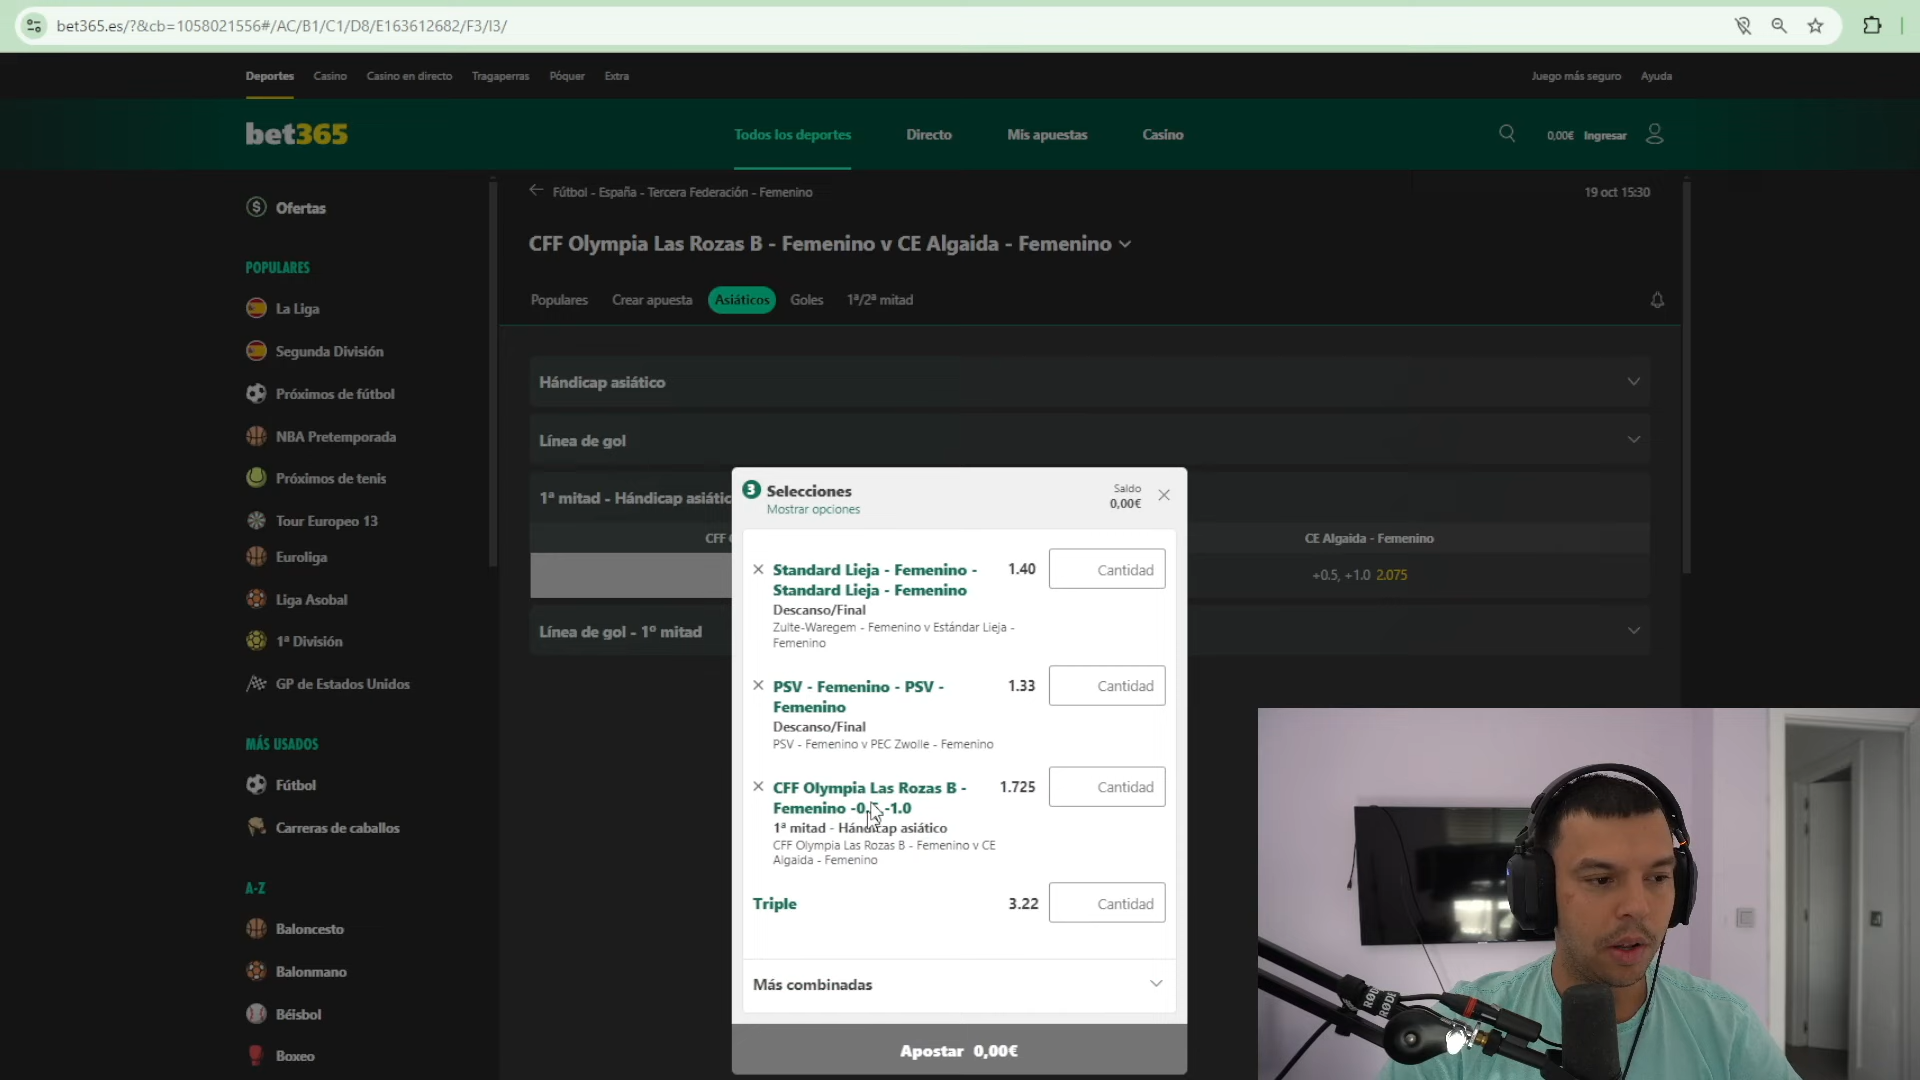 bet365.es/?&cb=1058021556#/AC/B1/C1/D8/E163612682/F3/I3/
Deportes Casino Casino en directo Tragaperras Póquer Extra Juego más seguro Ayuda
bet365 Todos los deportes Directo Mis apuestas Casino 0,00€ Ingresar
Ofertas
POPULARES
La Liga
Segunda División
Próximos de fútbol
NBA Pretemporada
Próximos de tenis
Tour Europeo 13
Euroliga
Liga Asobal
1ª División
GP de Estados Unidos
MÁS USADOS
Fútbol
Carreras de caballos
A-Z
Baloncesto
Balonmano
Béisbol
Boxeo
Fútbol - España - Tercera Federación - Femenino 19 oct 15:30
CFF Olympia Las Rozas B - Femenino v CE Algaida - Femenino
Populares Crear apuesta Asiáticos Goles 1ª/2ª mitad
Hándicap asiático
Línea de gol
1ª mitad - Hándicap asiático
CFF CE Algaida - Femenino
+0.5, +1.0 2.075
Línea de gol - 1º mitad
3 Selecciones
Mostrar opciones
Saldo
0,00€
Standard Lieja - Femenino - 1.40 Cantidad
Standard Lieja - Femenino
Descanso/Final
Zulte-Waregem - Femenino v Estándar Lieja -
Femenino
PSV - Femenino - PSV - 1.33 Cantidad
Femenino
Descanso/Final
PSV - Femenino v PEC Zwolle - Femenino
CFF Olympia Las Rozas B - 1.725 Cantidad
Femenino -0. -1.0
1ª mitad - Hándicap asiático
CFF Olympia Las Rozas B - Femenino v CE
Algaida - Femenino
Triple 3.22 Cantidad
Más combinadas
Apostar 0,00€
RØDE
RØDE